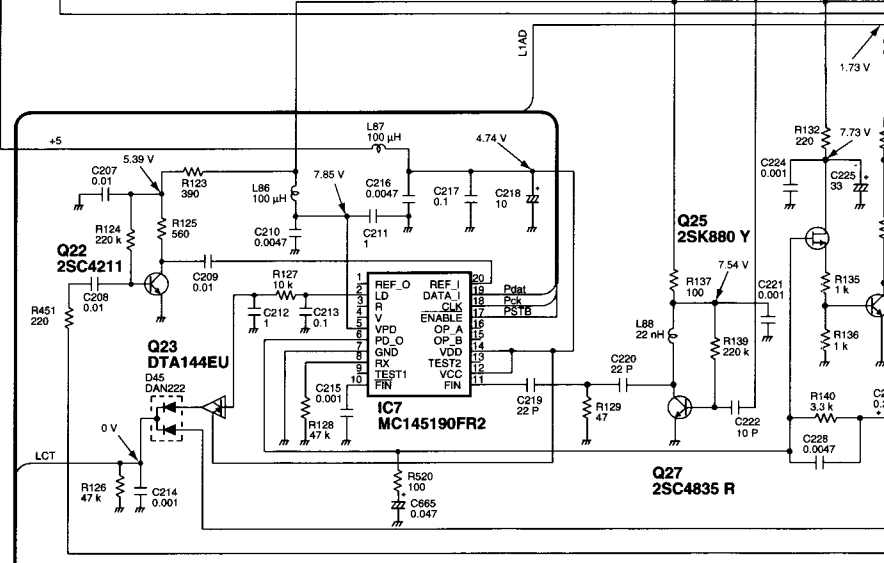 L1AD
1.73 V
+5
L87
100 µH
4.74 V
R132
220
7.73 V
C207
0.01
5.39 V
R123
390
L86
100 µH
7.85 V
C216
0.0047
C217
0.1
C218
10
C224
0.001
C225
33
R124
220 k
R125
560
C210
0.0047
C211
1
Q25
2SK880 Y
Q22
2SC4211
C209
0.01
R127
10 k
C208
0.01
R451
220
C212
1
C213
0.1
1 REF_O
2 LD
3 R
4 V
5 VPD
6 PD_O
7 GND
8 RX
9 TEST1
10 FIN
REF_I 20
DATA_I 19
CLK 18
ENABLE 17
OP_A 16
OP_B 15
VDD 14
TEST2 13
VCC 12
FIN 11
Pdat
Pck
PSTB
R137
100
7.54 V
C221
0.001
R135
1 k
R136
1 k
L88
22 nH
R139
220 k
Q23
DTA144EU
D45
DAN222
C215
0.001
R128
47 k
IC7
MC145190FR2
C219
22 P
C220
22 P
R129
47
C222
10 P
R140
3.3 k
C228
0.0047
0 V
LCT
R126
47 k
C214
0.001
R520
100
C665
0.047
Q27
2SC4835 R